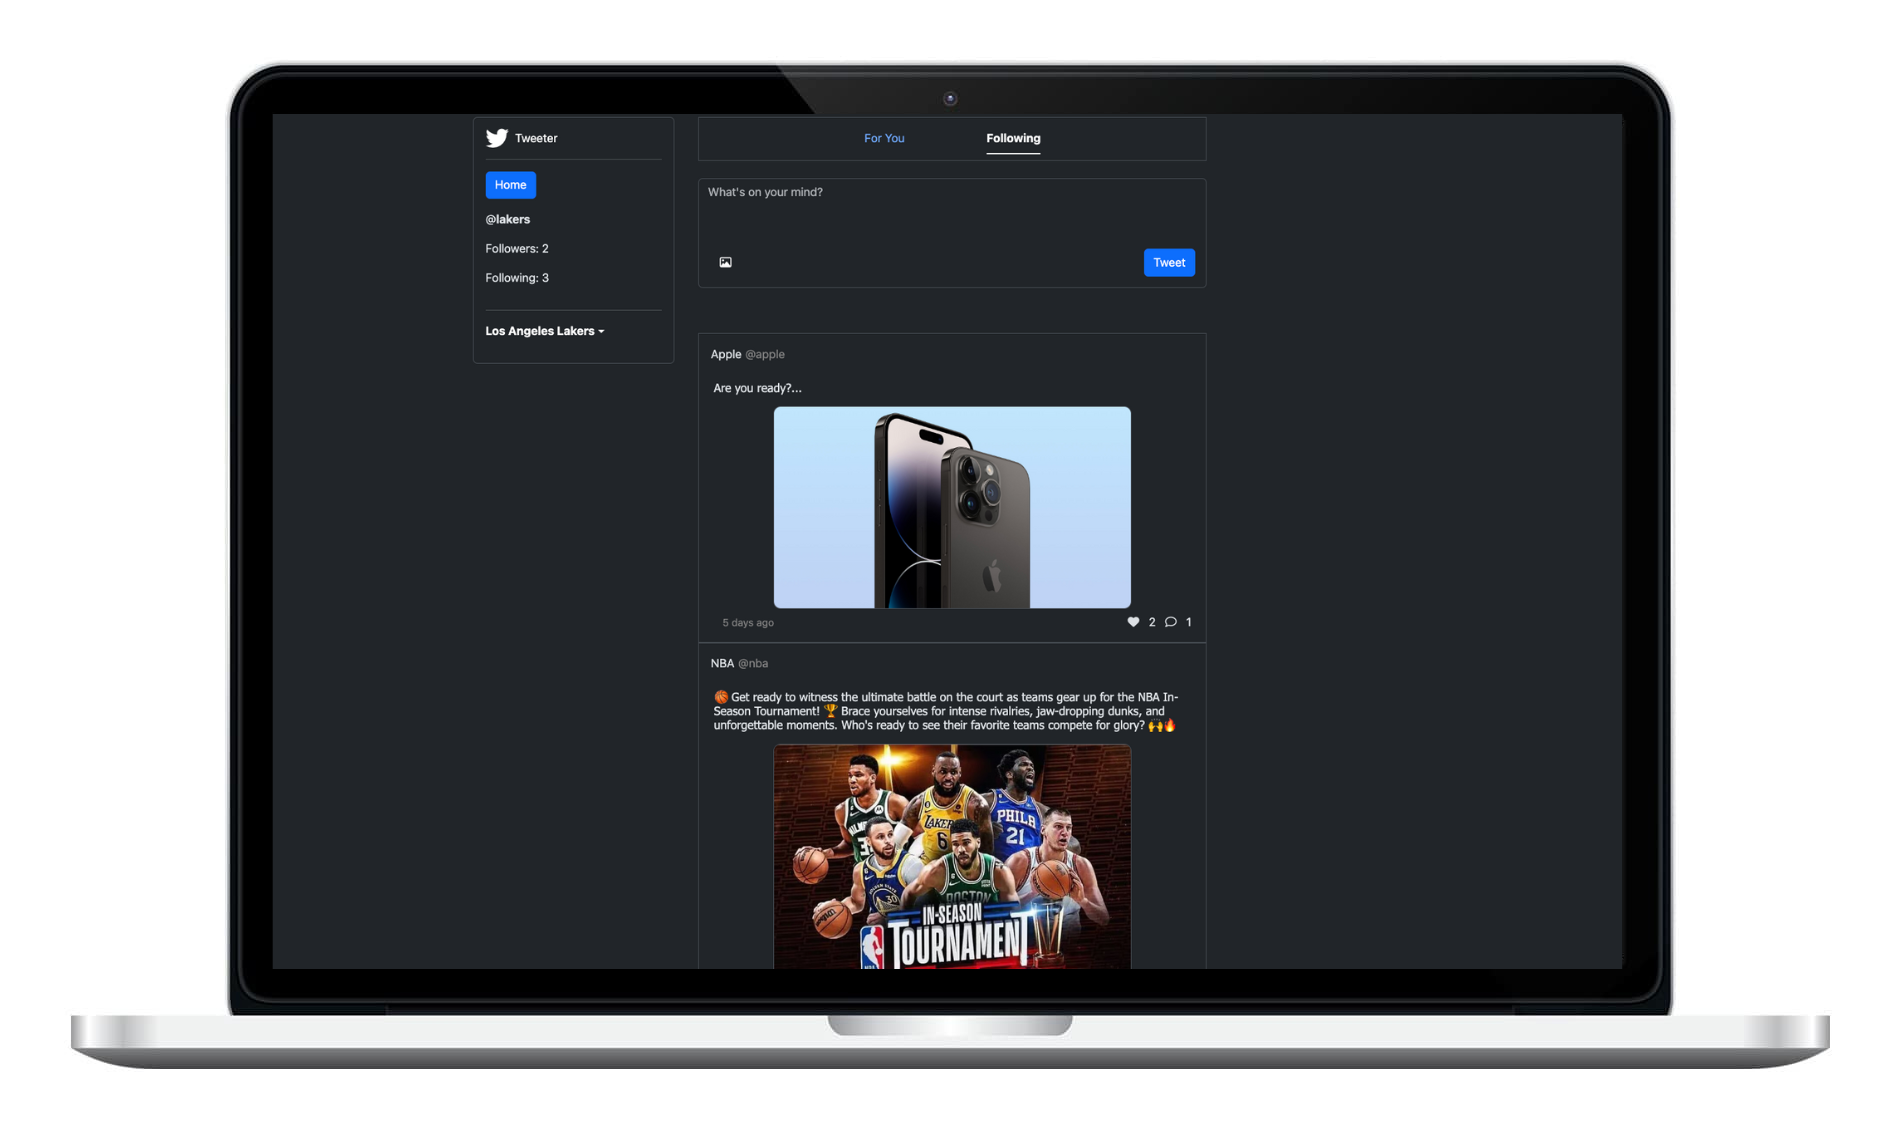 Tweeter
Home
@lakers
Followers: 2
Following: 3
Los Angeles Lakers
For You
Following
What's on your mind?
Tweet
Apple @apple
Are you ready?...
5 days ago
2
1
NBA @nba
🏀 Get ready to witness the ultimate battle on the court as teams gear up for the NBA In-
Season Tournament! 🏆 Brace yourselves for intense rivalries, jaw-dropping dunks, and
unforgettable moments. Who's ready to see their favorite teams compete for glory? 🙌🔥
LAKERS
6
PHILA
21
30
BOSTON
IN-SEASON
TOURNAMENT